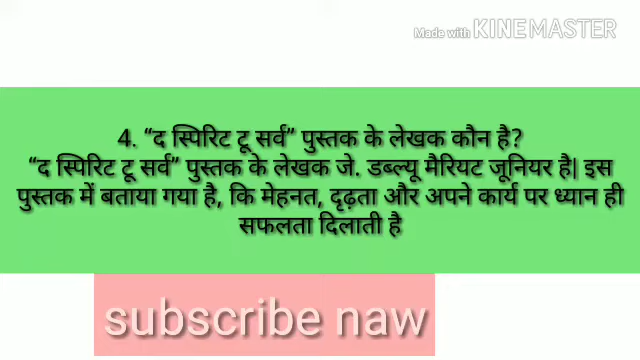 Made with KINEMASTER
4. “द स्पिरिट टू सर्व” पुस्तक के लेखक कौन है?
“द स्पिरिट टू सर्व” पुस्तक के लेखक जे. डब्ल्यू मैरियट जूनियर है| इस
पुस्तक में बताया गया है, कि मेहनत, दृढ़ता और अपने कार्य पर ध्यान ही
सफलता दिलाती है
subscribe naw